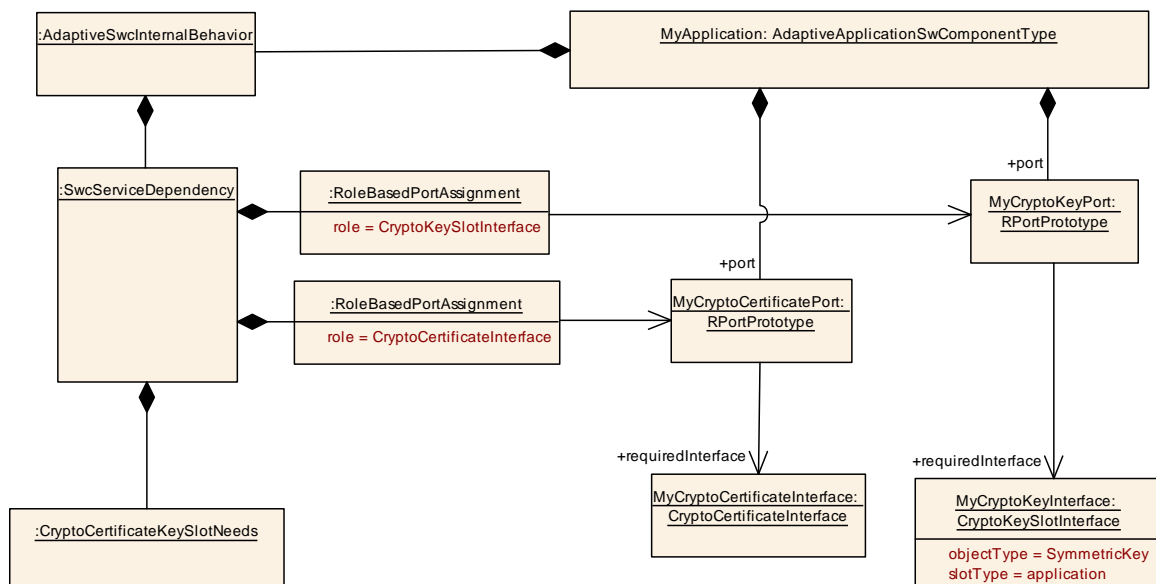 :AdaptiveSwcInternalBehavior
MyApplication: AdaptiveApplicationSwComponentType
+port
:SwcServiceDependency
:RoleBasedPortAssignment
role = CryptoKeySlotInterface
MyCryptoKeyPort:
RPortPrototype
+port
:RoleBasedPortAssignment
role = CryptoCertificateInterface
MyCryptoCertificatePort:
RPortPrototype
+requiredInterface
+requiredInterface
MyCryptoCertificateInterface:
CryptoCertificateInterface
MyCryptoKeyInterface:
CryptoKeySlotInterface
objectType = SymmetricKey
slotType = application
:CryptoCertificateKeySlotNeeds